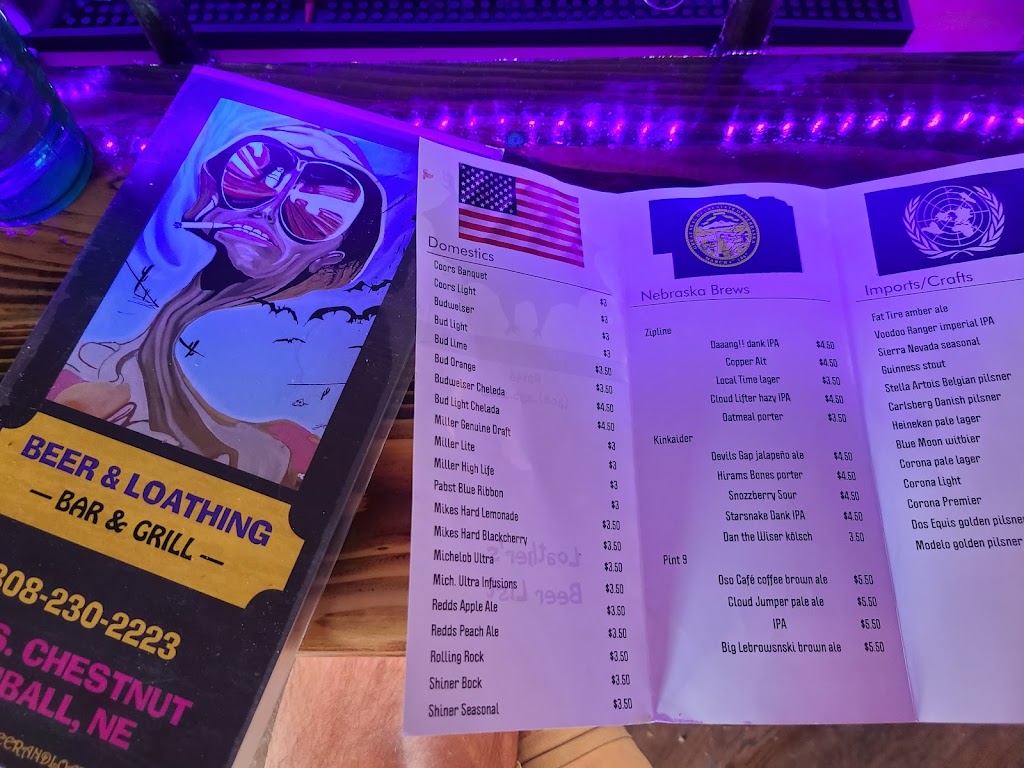 BEER & LOATHING
— BAR & GRILL —
308-230-2223
S. CHESTNUT
BALL, NE
Domestics
Coors Banquet $3
Coors Light $3
Budweiser $3
Bud light $3
Bud lime $3.50
Bud Orange $3.50
Budweiser Cheleda $4.50
Bud Light Chelada $4.50
Miller Genuine Draft $3
Miller Lite $3
Miller High Life $3
Pabst Blue Ribbon $3
Mikes Hard Lemonade $3.50
Mikes Hard Blackcherry $3.50
Michelob Ultra $3.50
Mich. Ultra Infusions $3.50
Redds Apple Ale $3.50
Redds Peach Ale $3.50
Rolling Rock $3.50
Shiner Bock $3.50
Shiner Seasonal $3.50
Loather's
Beer List
Nebraska Brews
Zipline
Daaang!! dank IPA $4.50
Copper Alt $4.50
Local Time lager $3.50
Cloud Lifter hazy IPA $4.50
Oatmeal porter $3.50
Kinkaider
Devils Gap jalapeño ale $4.50
Hirams Bones porter $4.50
Snozzberry Sour $4.50
Starsnake Dank IPA $4.50
Dan the Wiser kölsch 3.50
Pint 9
Oso Café coffee brown ale $5.50
Cloud Jumper pale ale $5.50
IPA $5.50
Big Lebrowsnski brown ale $5.50
Imports/Crafts
Fat Tire amber ale
Voodoo Ranger imperial IPA
Sierra Nevada seasonal
Guinness stout
Stella Artois Belgian pilsner
Carlsberg Danish pilsner
Heineken pale lager
Blue Moon witbier
Corona pale lager
Corona light
Corona Premier
Dos Equis golden pilsner
Modelo golden pilsner